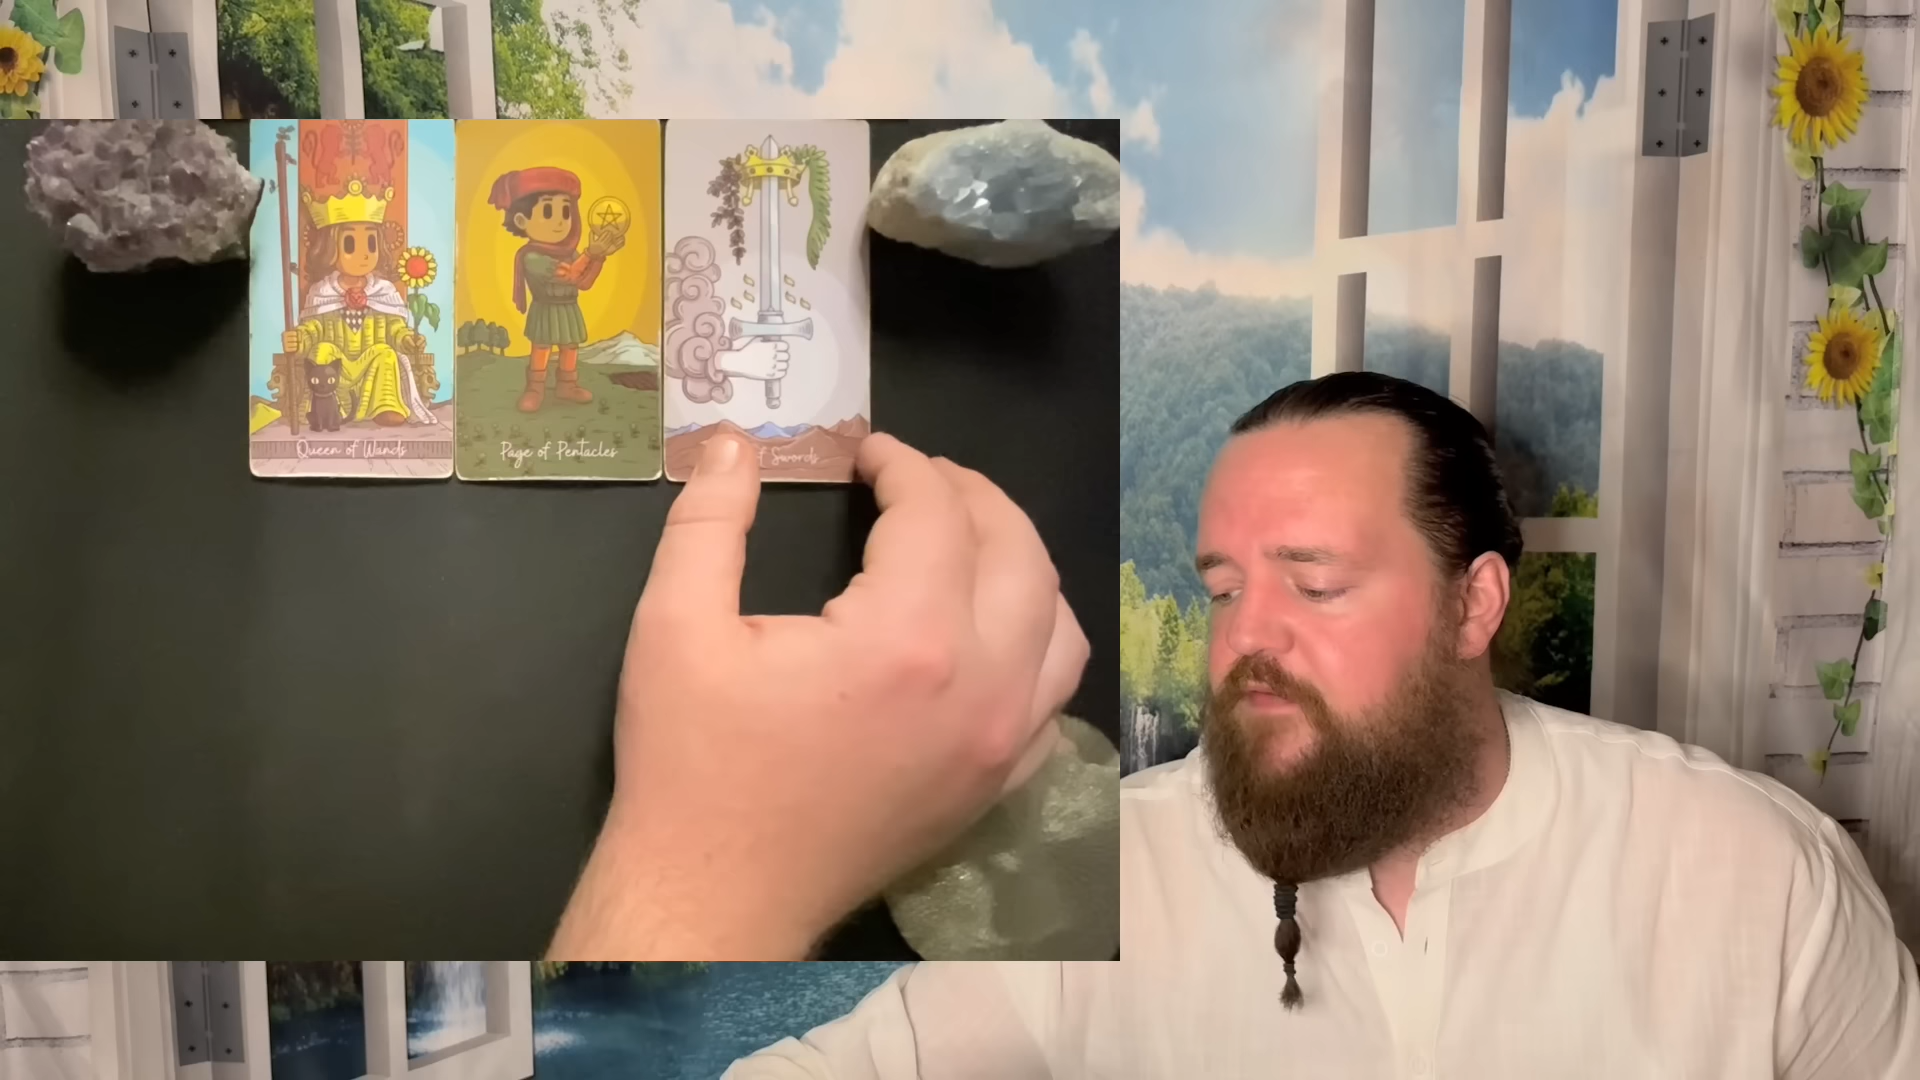 Queen of Wands
Page of Pentacles
of Swords